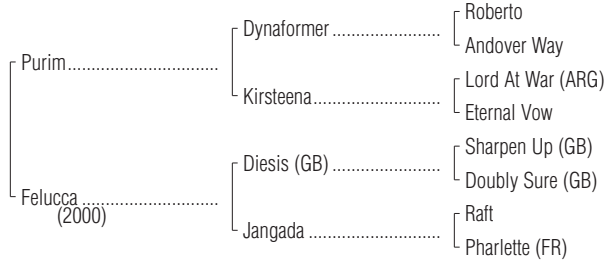 Roberto
Dynaformer
Andover Way
Purim
Lord At War (ARG)
Kirsteena
Eternal Vow
Sharpen Up (GB)
Diesis (GB)
Doubly Sure (GB)
Felucca
(2000)
Raft
Jangada
Pharlette (FR)